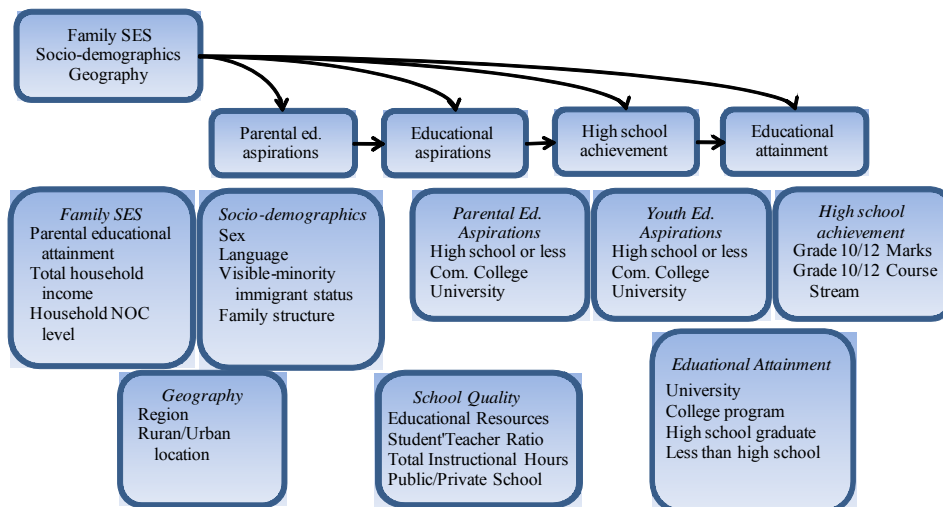 Family SES
Socio-demographics
Geography
Parental ed.
aspirations
Educational
aspirations
High school
achievement
Educational
attainment
Family SES
Parental educational
attainment
Total household
income
Household NOC
level
Socio-demographics
Sex
Language
Visible-minority
immigrant status
Family structure
Parental Ed.
Aspirations
High school or less
Com. College
University
Youth Ed.
Aspirations
High school or less
Com. College
University
High school
achievement
Grade 10/12 Marks
Grade 10/12 Course
Stream
Geography
Region
Ruran/Urban
location
School Quality
Educational Resources
Student'Teacher Ratio
Total Instructional Hours
Public/Private School
Eduational Attainment
University
College program
High school graduate
Less than high school